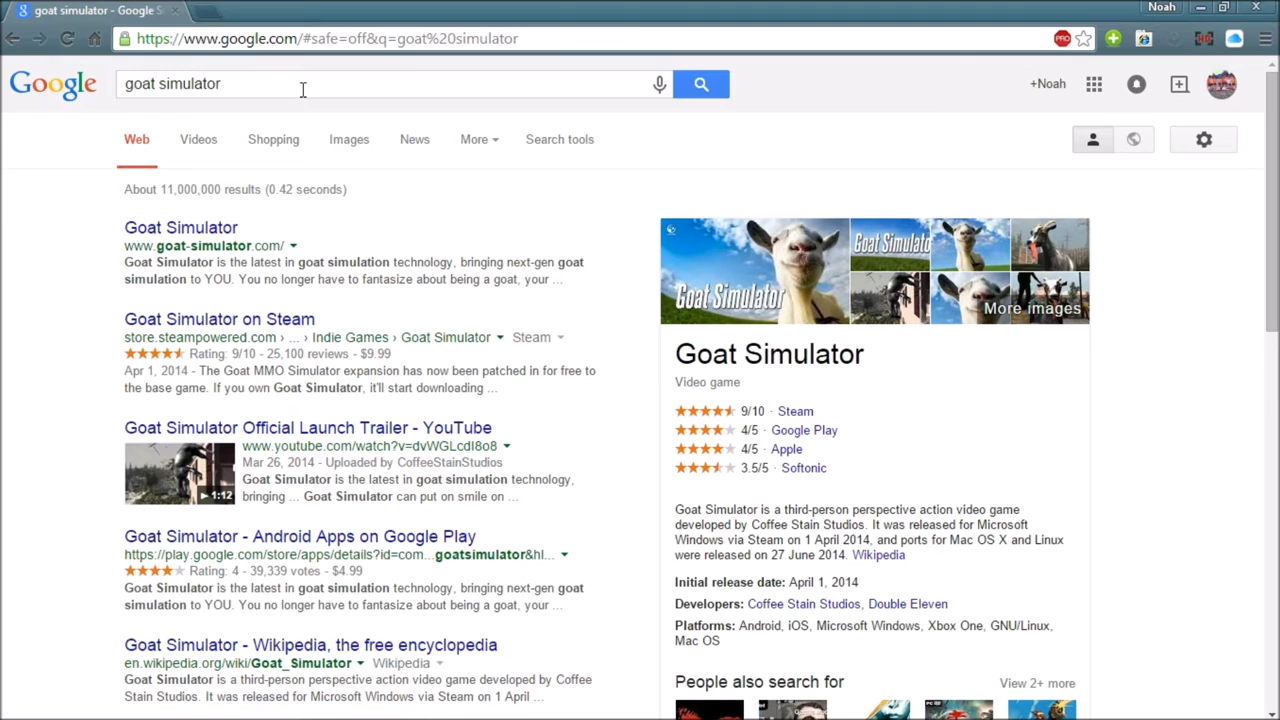 goat simulator - Google S
Noah
https://www.google.com/#safe=off&q=goat%20simulator
PRO
Google
goat simulator
+Noah
Web Videos Shopping Images News More Search tools
About 11,000,000 results (0.42 seconds)
Goat Simulator
www.goat-simulator.com/
Goat Simulator is the latest in goat simulation technology, bringing next-gen goat
simulation to YOU. You no longer have to fantasize about being a goat, your ...
Goat Simulator on Steam
store.steampowered.com › ... › Indie Games › Goat Simulator Steam
Rating: 9/10 - 25,100 reviews - $9.99
Apr 1, 2014 - The Goat MMO Simulator expansion has now been patched in for free to
the base game. If you own Goat Simulator, it'll start downloading ...
Goat Simulator Official Launch Trailer - YouTube
www.youtube.com/watch?v=dvWGLcdI8o8
Mar 26, 2014 - Uploaded by CoffeeStainStudios
Goat Simulator is the latest in goat simulation technology,
bringing ... Goat Simulator can put on smile on ...
1:12
Goat Simulator - Android Apps on Google Play
https://play.google.com/store/apps/details?id=com...goatsimulator&hl...
Rating: 4 - 39,339 votes - $4.99
Goat Simulator is the latest in goat simulation technology, bringing next-gen goat
simulation to YOU. You no longer have to fantasize about being a goat, your ...
Goat Simulator - Wikipedia, the free encyclopedia
en.wikipedia.org/wiki/Goat_Simulator Wikipedia
Goat Simulator is a third-person perspective action video game developed by Coffee
Stain Studios. It was released for Microsoft Windows via Steam on 1 April ...
Goat Simulator
Goat Simulato
More images
Goat Simulator
Video game
9/10 · Steam
4/5 · Google Play
4/5 · Apple
3.5/5 · Softonic
Goat Simulator is a third-person perspective action video game
developed by Coffee Stain Studios. It was released for Microsoft
Windows via Steam on 1 April 2014, and ports for Mac OS X and Linux
were released on 27 June 2014. Wikipedia
Initial release date: April 1, 2014
Developers: Coffee Stain Studios, Double Eleven
Platforms: Android, iOS, Microsoft Windows, Xbox One, GNU/Linux,
Mac OS
People also search for View 2+ more